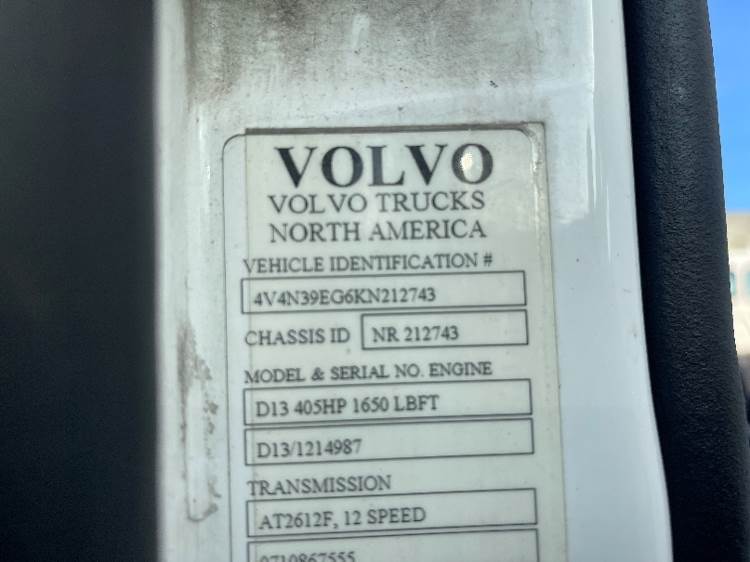 VOLVO
VOLVO TRUCKS
NORTH AMERICA
VEHICLE IDENTIFICATION #
4V4N39EG6KN212743
CHASSIS ID NR 212743
MODEL & SERIAL NO. ENGINE
D13 405HP 1650 LBFT
D13/1214987
TRANSMISSION
AT2612F, 12 SPEED
0710867555